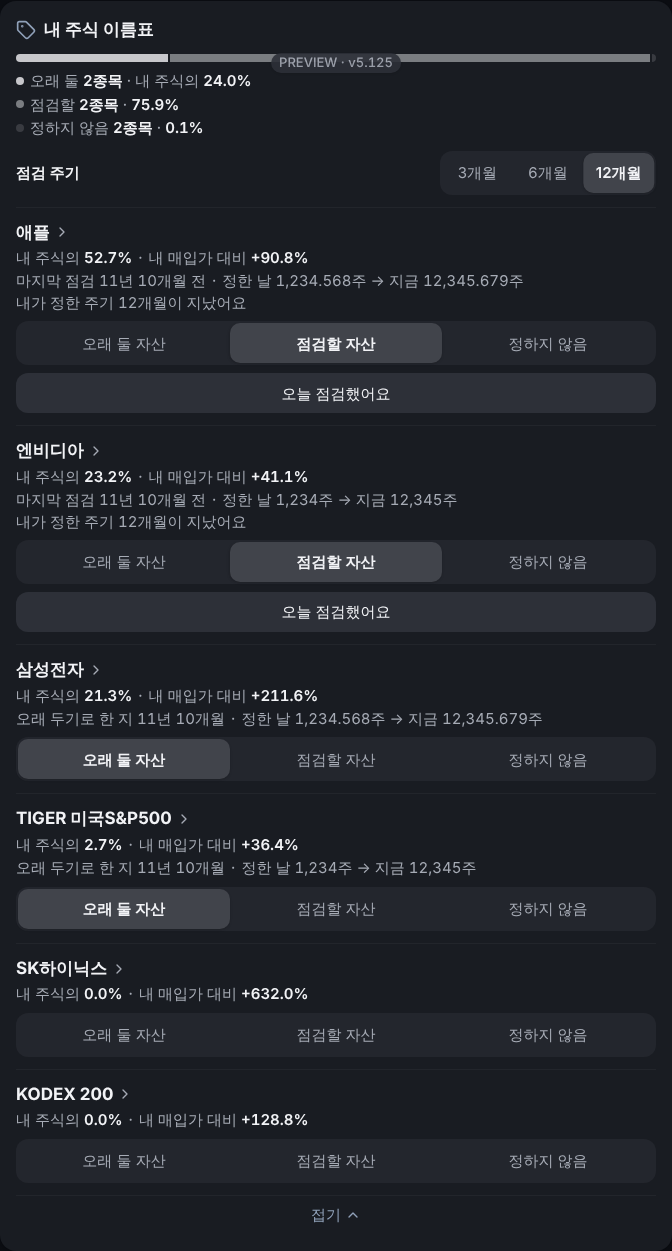 내 주식 이름표
PREVIEW · v5.125
오래 둘 2종목 · 내 주식의 24.0%
점검할 2종목 · 75.9%
정하지 않음 2종목 · 0.1%
점검 주기 3개월 6개월 12개월
애플
내 주식의 52.7% · 내 매입가 대비 +90.8%
마지막 점검 11년 10개월 전 · 정한 날 1,234.568주 → 지금 12,345.679주
내가 정한 주기 12개월이 지났어요
오래 둘 자산 점검할 자산 정하지 않음
오늘 점검했어요
엔비디아
내 주식의 23.2% · 내 매입가 대비 +41.1%
마지막 점검 11년 10개월 전 · 정한 날 1,234주 → 지금 12,345주
내가 정한 주기 12개월이 지났어요
오래 둘 자산 점검할 자산 정하지 않음
오늘 점검했어요
삼성전자
내 주식의 21.3% · 내 매입가 대비 +211.6%
오래 두기로 한 지 11년 10개월 · 정한 날 1,234.568주 → 지금 12,345.679주
오래 둘 자산 점검할 자산 정하지 않음
TIGER 미국S&P500
내 주식의 2.7% · 내 매입가 대비 +36.4%
오래 두기로 한 지 11년 10개월 · 정한 날 1,234주 → 지금 12,345주
오래 둘 자산 점검할 자산 정하지 않음
SK하이닉스
내 주식의 0.0% · 내 매입가 대비 +632.0%
오래 둘 자산 점검할 자산 정하지 않음
KODEX 200
내 주식의 0.0% · 내 매입가 대비 +128.8%
오래 둘 자산 점검할 자산 정하지 않음
접기